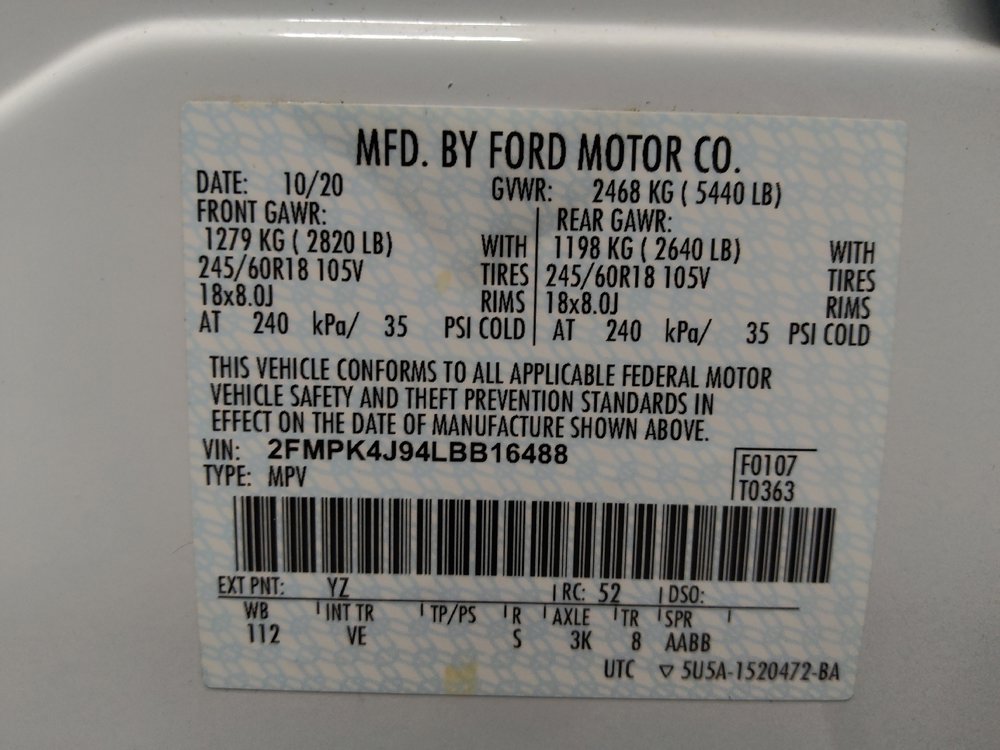 MFD. BY FORD MOTOR CO.
DATE: 10/20 GVWR: 2468 KG ( 5440 LB)
FRONT GAWR: REAR GAWR:
1279 KG ( 2820 LB) WITH 1198 KG ( 2640 LB) WITH
245/60R18 105V TIRES 245/60R18 105V TIRES
18x8.0J RIMS 18x8.0J RIMS
AT 240 kPa/ 35 PSI COLD AT 240 kPa/ 35 PSI COLD
THIS VEHICLE CONFORMS TO ALL APPLICABLE FEDERAL MOTOR
VEHICLE SAFETY AND THEFT PREVENTION STANDARDS IN
EFFECT ON THE DATE OF MANUFACTURE SHOWN ABOVE.
VIN: 2FMPK4J94LBB16488 F0107
TYPE: MPV T0363
EXT PNT: YZ RC: 52 DSO:
WB INT TR TP/PS R AXLE TR SPR
112 VE S 3K 8 AABB
UTC ▽ 5U5A-1520472-BA